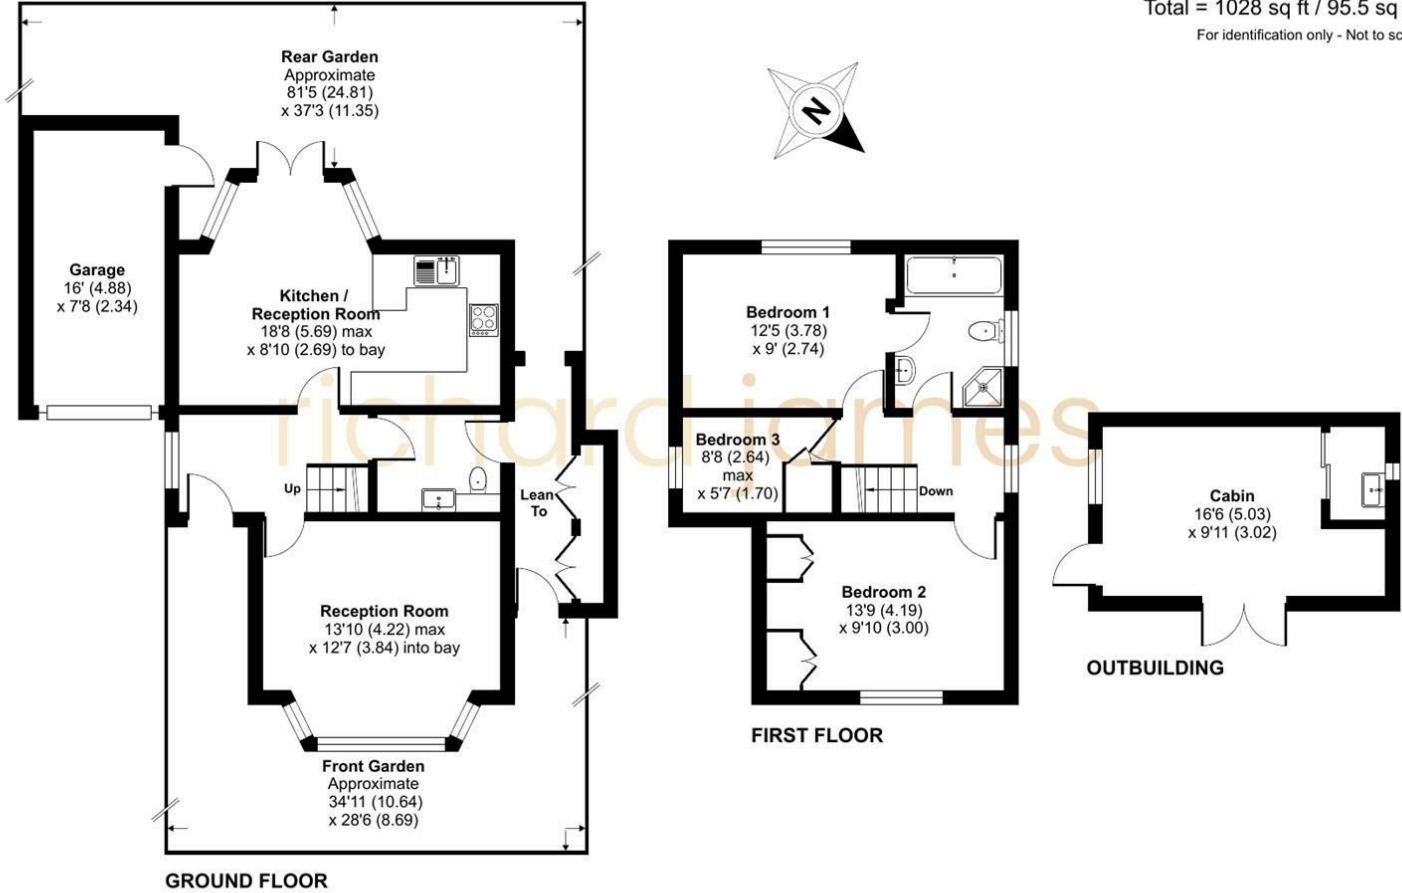 Total = 1028 sq ft / 95.5 sq
For identification only - Not to sc
Rear Garden
Approximate
81'5 (24.81)
x 37'3 (11.35)
N
Garage
16' (4.88)
x 7'8 (2.34)
Kitchen /
Reception Room
18'8 (5.69) max
x 8'10 (2.69) to bay
Up
Lean
To
Reception Room
13'10 (4.22) max
x 12'7 (3.84) into bay
Front Garden
Approximate
34'11 (10.64)
x 28'6 (8.69)
GROUND FLOOR
Bedroom 1
12'5 (3.78)
x 9' (2.74)
Bedroom 3
8'8 (2.64)
max
x 5'7 (1.70)
Down
Bedroom 2
13'9 (4.19)
x 9'10 (3.00)
FIRST FLOOR
Cabin
16'6 (5.03)
x 9'11 (3.02)
OUTBUILDING
richard james